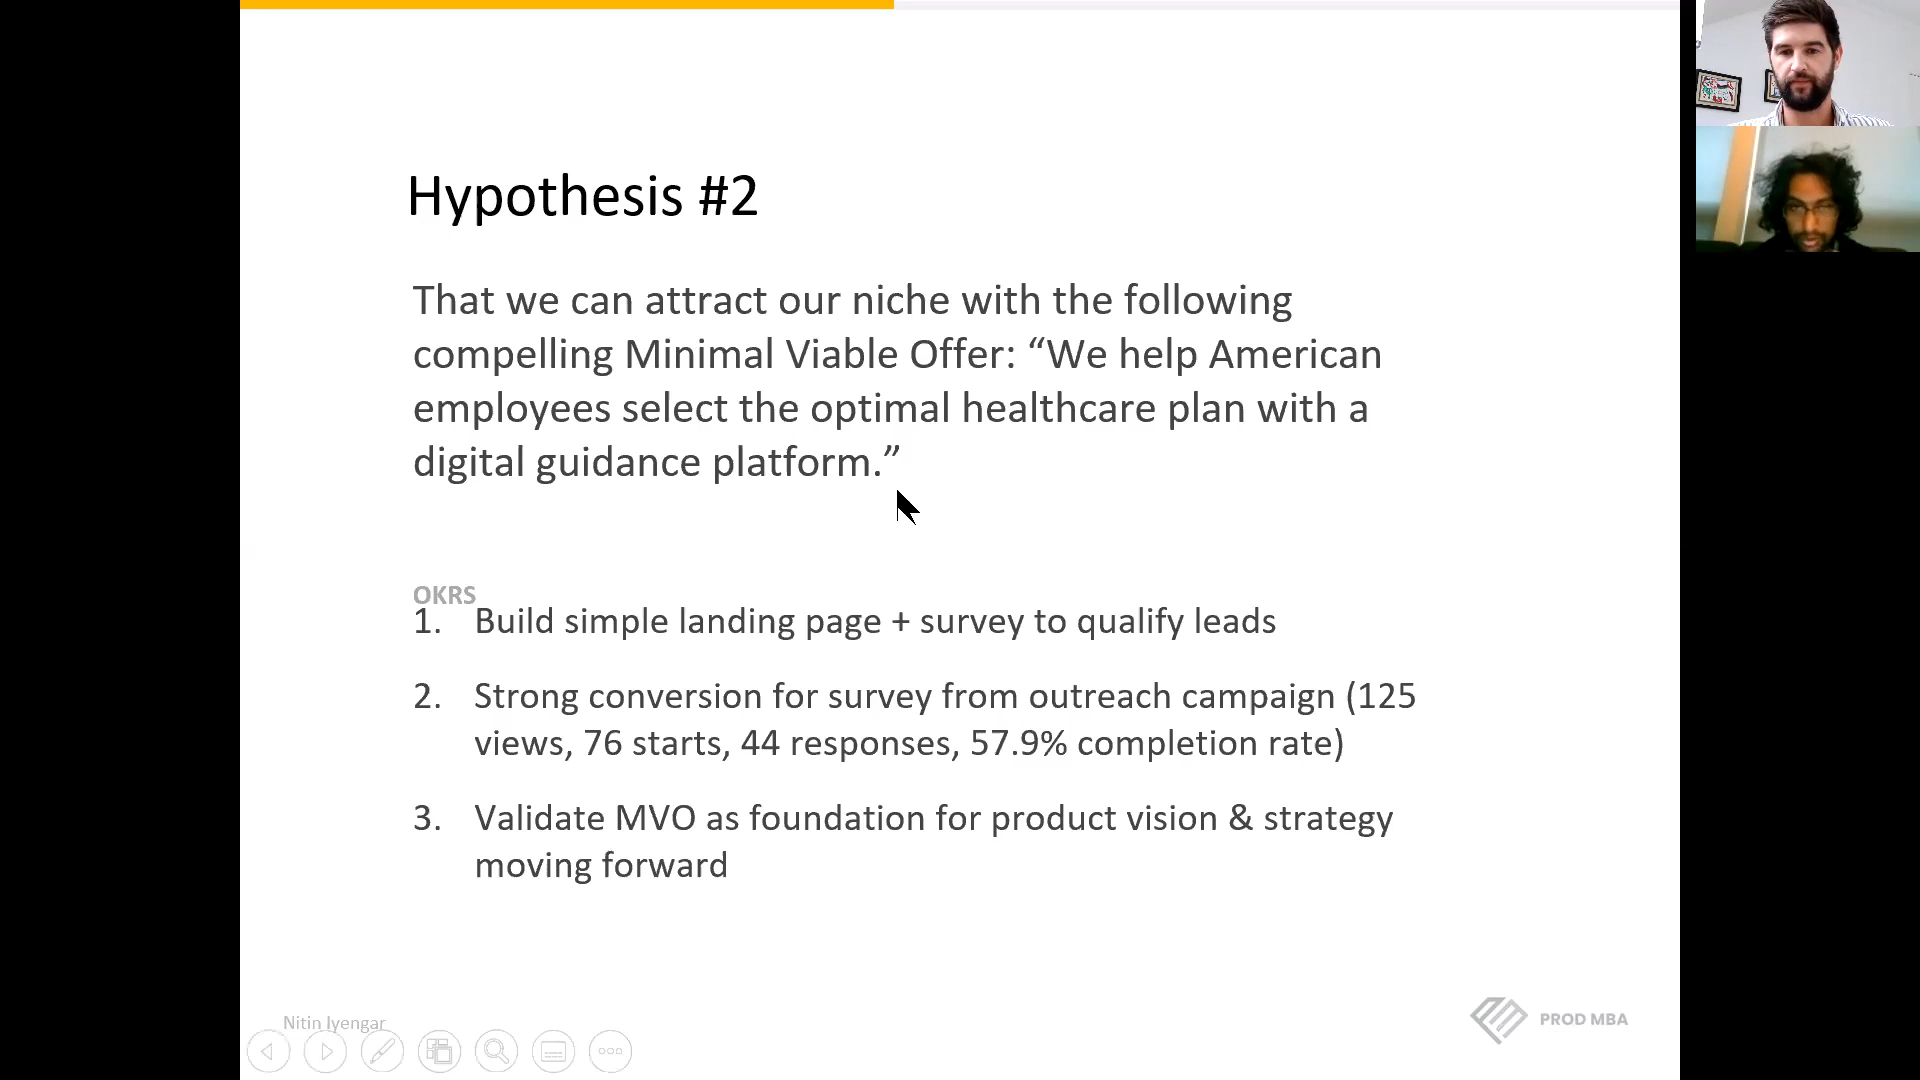 Hypothesis #2
That we can attract our niche with the following
compelling Minimal Viable Offer: “We help American
employees select the optimal healthcare plan with a
digital guidance platform.”
OKRS
1. Build simple landing page + survey to qualify leads
2. Strong conversion for survey from outreach campaign (125
views, 76 starts, 44 responses, 57.9% completion rate)
3. Validate MVO as foundation for product vision & strategy
moving forward
Nitin Iyengar
PROD MBA